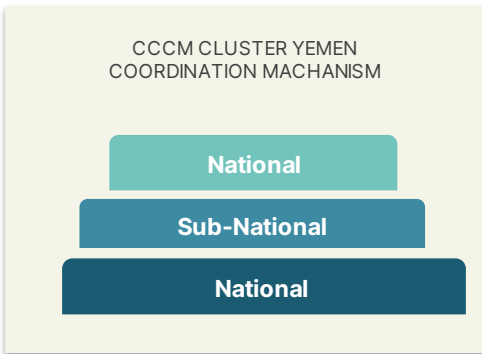 CCCM CLUSTER YEMEN
COORDINATION MACHANISM
National
Sub-National
National